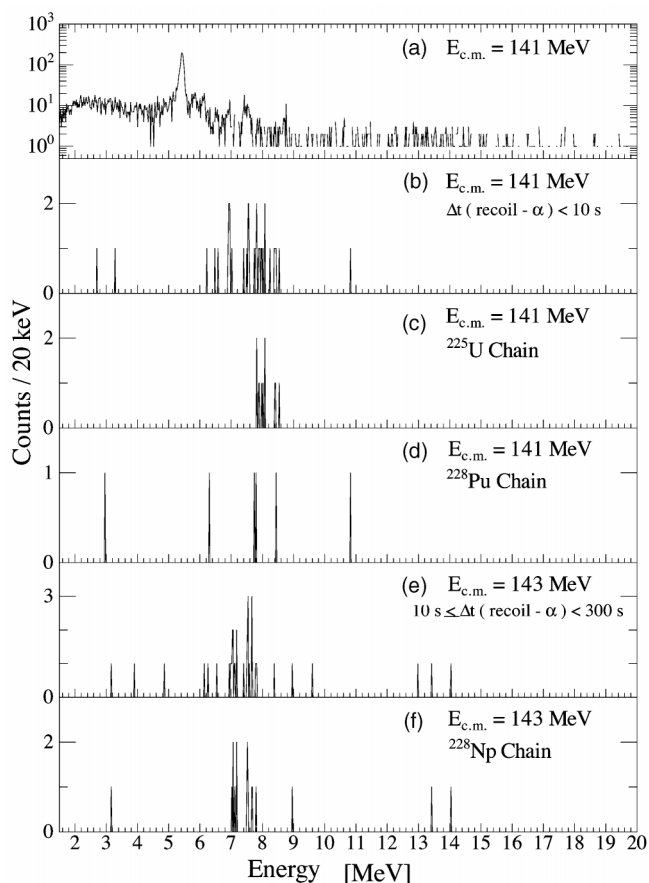 10³
(a) E_c.m. = 141 MeV
10²
10¹
10⁰
(b) E_c.m. = 141 MeV
Δt ( recoil - α ) < 10 s
2
0
(c) E_c.m. = 141 MeV
²²⁵U Chain
2
0
(d) E_c.m. = 141 MeV
²²⁸Pu Chain
1
0
(e) E_c.m. = 143 MeV
10 s ≤ Δt ( recoil - α ) < 300 s
3
0
(f) E_c.m. = 143 MeV
²²⁸Np Chain
2
0
Counts / 20 keV
2 3 4 5 6 7 8 9 10 11 12 13 14 15 16 17 18 19 20
Energy [MeV]